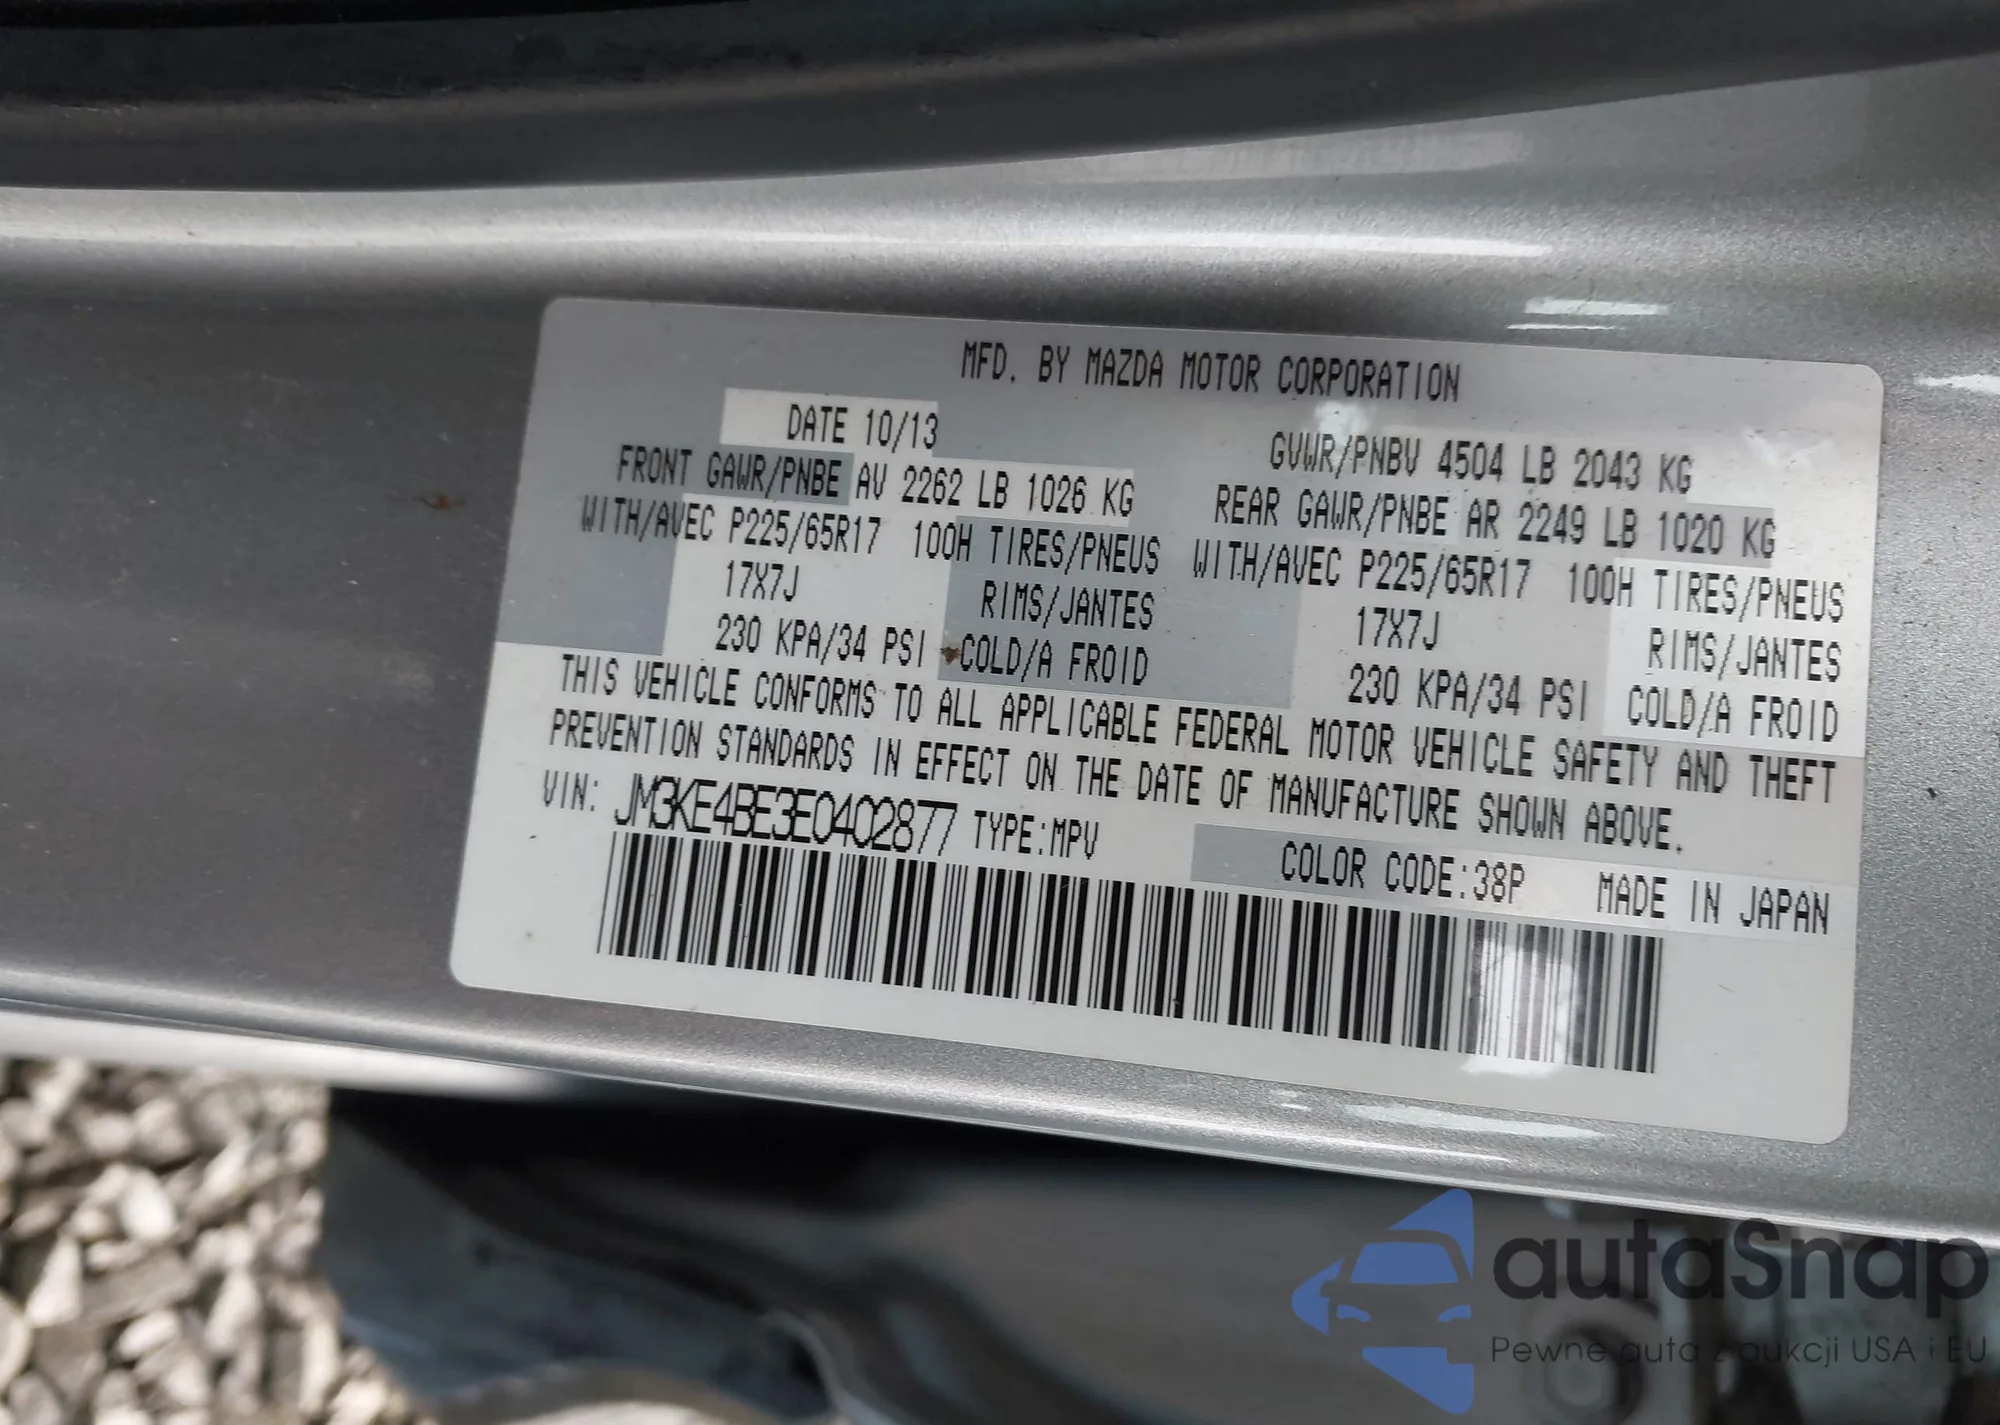 MFD. BY MAZDA MOTOR CORPORATION
DATE 10/13
GVWR/PNBV 4504 LB 2043 KG
FRONT GAWR/PNBE AV 2262 LB 1026 KG
REAR GAWR/PNBE AR 2249 LB 1020 KG
WITH/AVEC P225/65R17 100H TIRES/PNEUS
WITH/AVEC P225/65R17 100H TIRES/PNEUS
17X7J RIMS/JANTES
17X7J RIMS/JANTES
230 KPA/34 PSI COLD/A FROID
230 KPA/34 PSI COLD/A FROID
THIS VEHICLE CONFORMS TO ALL APPLICABLE FEDERAL MOTOR VEHICLE SAFETY AND THEFT
PREVENTION STANDARDS IN EFFECT ON THE DATE OF MANUFACTURE SHOWN ABOVE.
VIN: JM3KE4BE3E0402877 TYPE:MPV
COLOR CODE:38P MADE IN JAPAN
autaSnap
Pewne auta z aukcji USA i EU